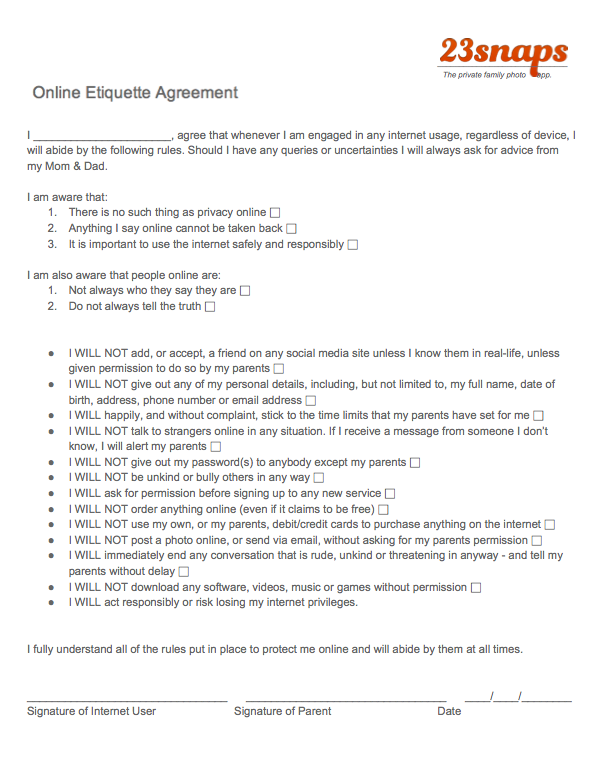 23snaps
The private family photo app.
Online Etiquette Agreement
I ______________________, agree that whenever I am engaged in any internet usage, regardless of device, I
will abide by the following rules. Should I have any queries or uncertainties I will always ask for advice from
my Mom & Dad.
I am aware that:
1. There is no such thing as privacy online ☐
2. Anything I say online cannot be taken back ☐
3. It is important to use the internet safely and responsibly ☐
I am also aware that people online are:
1. Not always who they say they are ☐
2. Do not always tell the truth ☐
● I WILL NOT add, or accept, a friend on any social media site unless I know them in real-life, unless
given permission to do so by my parents ☐
● I WILL NOT give out any of my personal details, including, but not limited to, my full name, date of
birth, address, phone number or email address ☐
● I WILL happily, and without complaint, stick to the time limits that my parents have set for me ☐
● I WILL NOT talk to strangers online in any situation. If I receive a message from someone I don't
know, I will alert my parents ☐
● I WILL NOT give out my password(s) to anybody except my parents ☐
● I WILL NOT be unkind or bully others in any way ☐
● I WILL ask for permission before signing up to any new service ☐
● I WILL NOT order anything online (even if it claims to be free) ☐
● I WILL NOT use my own, or my parents, debit/credit cards to purchase anything on the internet ☐
● I WILL NOT post a photo online, or send via email, without asking for my parents permission ☐
● I WILL immediately end any conversation that is rude, unkind or threatening in anyway - and tell my
parents without delay ☐
● I WILL NOT download any software, videos, music or games without permission ☐
● I WILL act responsibly or risk losing my internet privileges.
I fully understand all of the rules put in place to protect me online and will abide by them at all times.
________________________________ ________________________________ ____/____/________
Signature of Internet User Signature of Parent Date